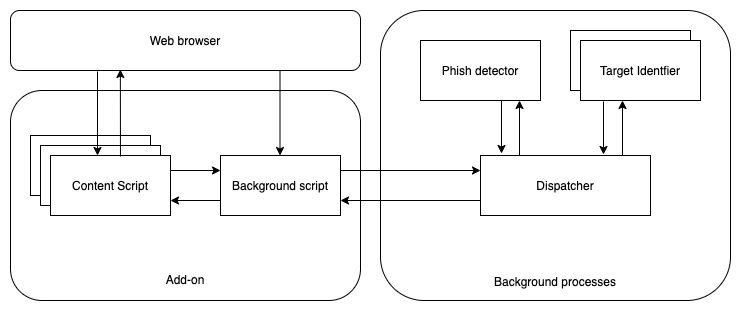 Web browser
Phish detector
Target Identfier
Content Script
Background script
Dispatcher
Add-on
Background processes